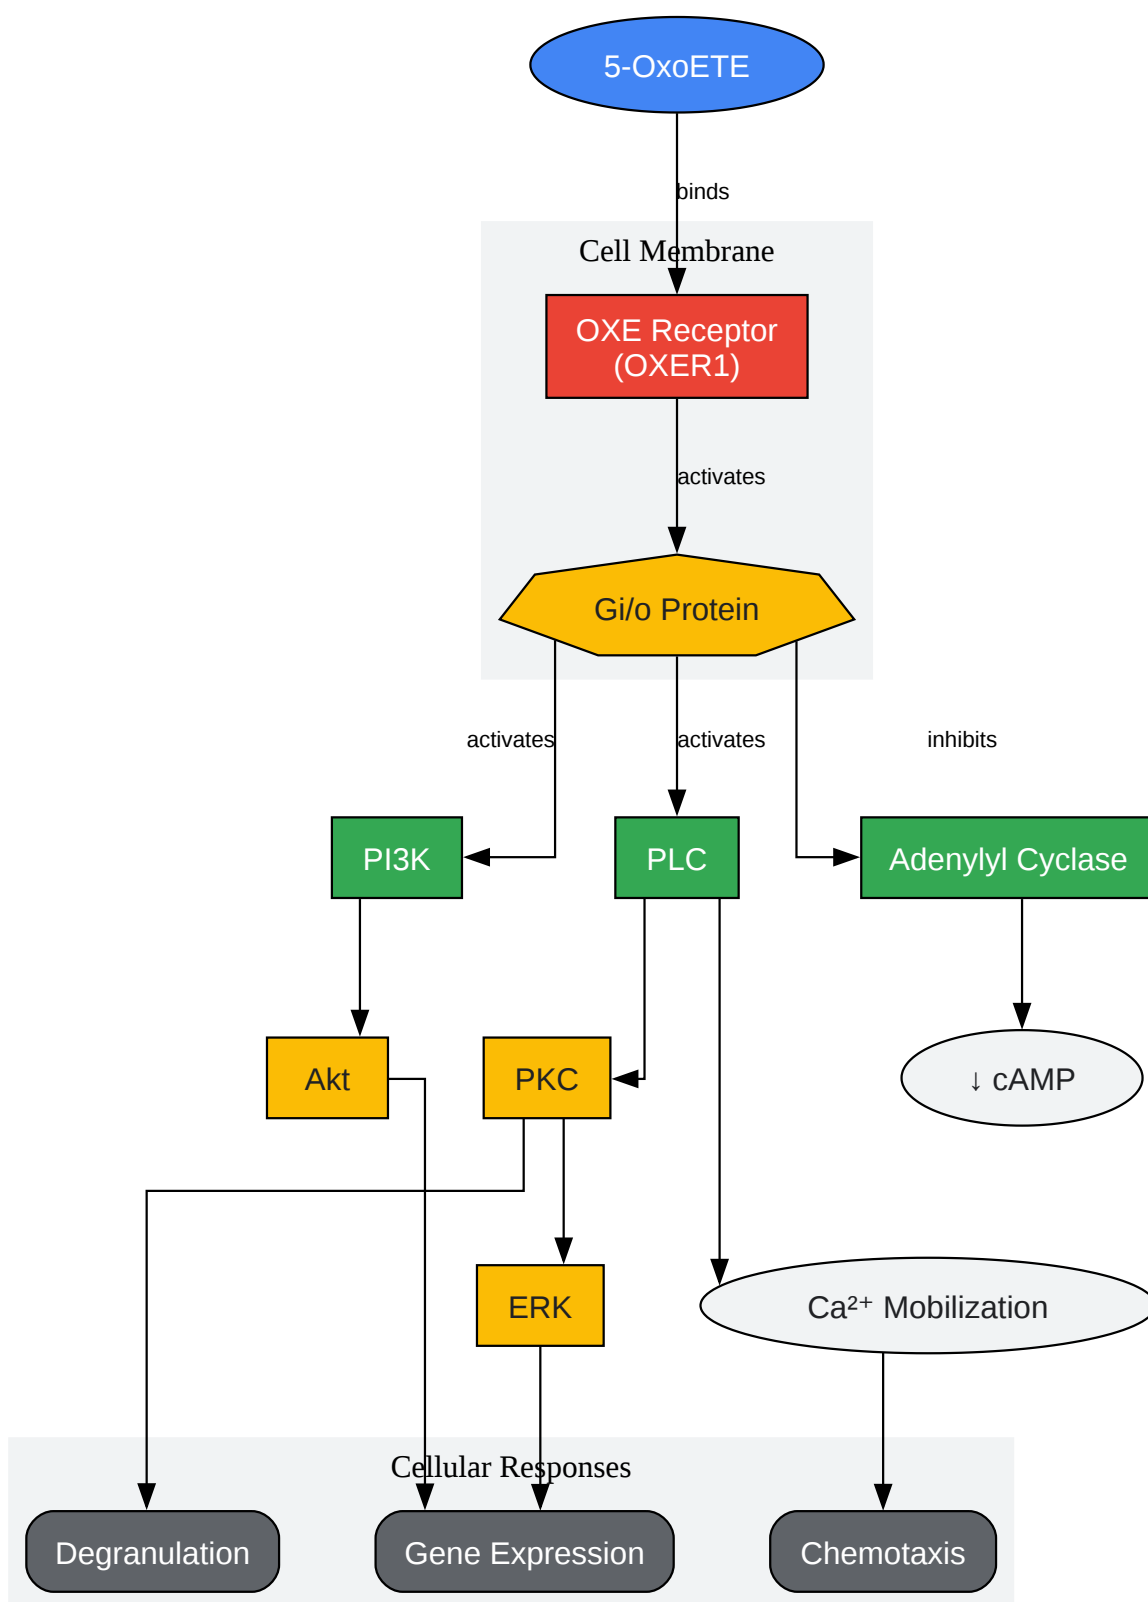 5-OxoETE
binds
Cell Membrane
OXE Receptor
(OXER1)
activates
Gi/o Protein
activates
activates
inhibits
PI3K
PLC
Adenylyl Cyclase
Akt
PKC
↓ cAMP
ERK
Ca²⁺ Mobilization
Cellular Responses
Degranulation
Gene Expression
Chemotaxis